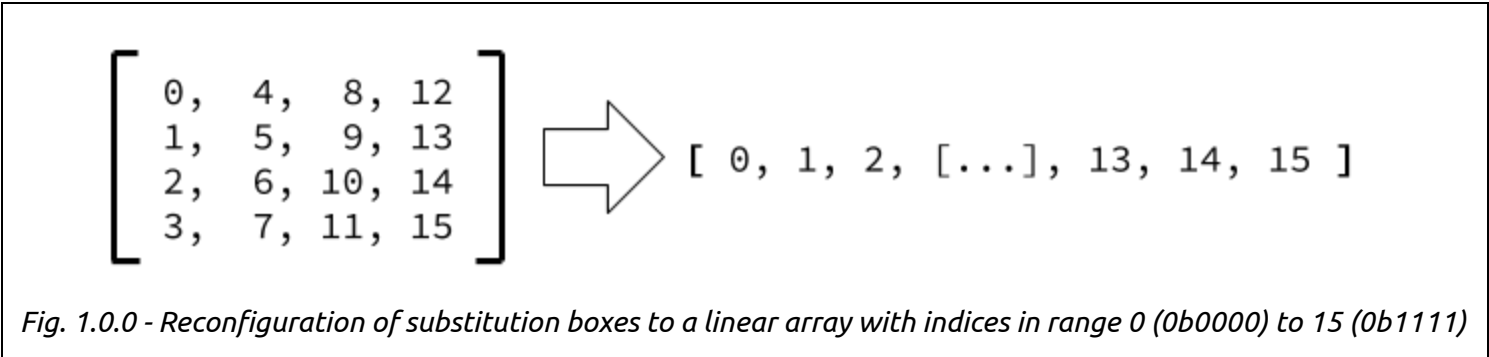 0, 4, 8, 12
1, 5, 9, 13
2, 6, 10, 14
3, 7, 11, 15
[ 0, 1, 2, [...], 13, 14, 15 ]
Fig. 1.0.0 - Reconfiguration of substitution boxes to a linear array with indices in range 0 (0b0000) to 15 (0b1111)